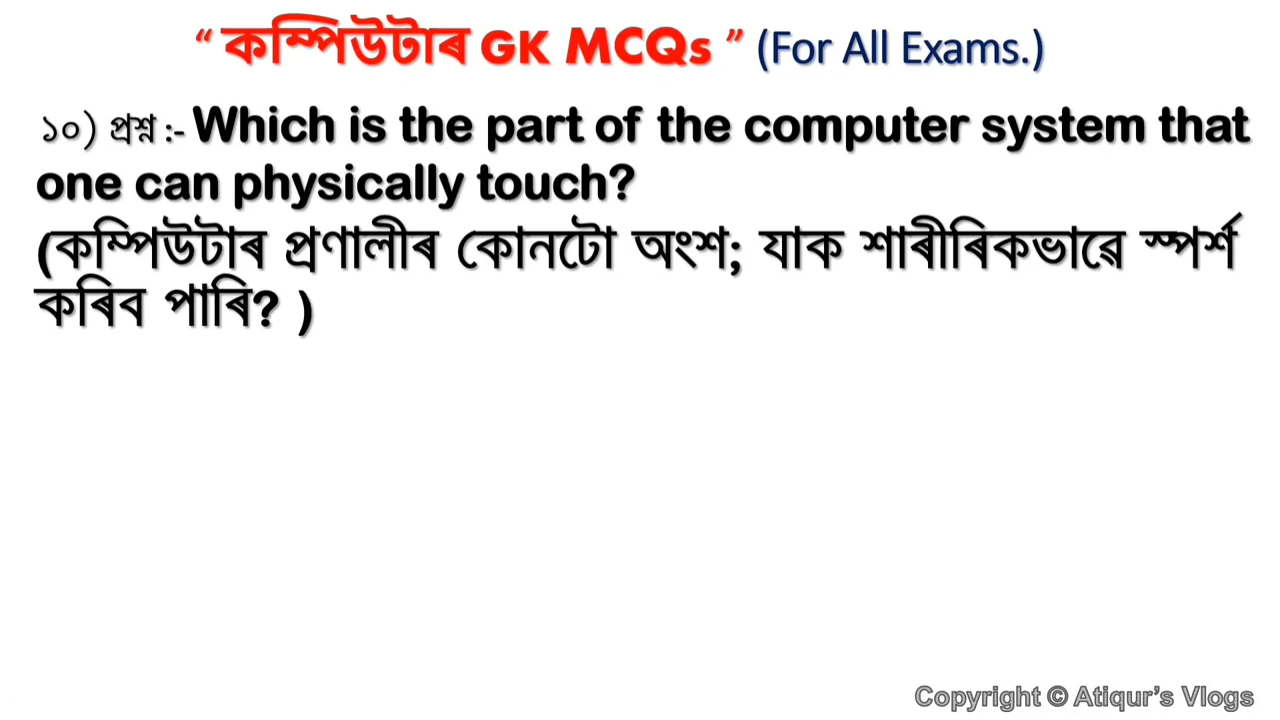 “ কম্পিউটাৰ GK MCQs ” (For All Exams.)
১০) প্ৰশ্ন :- Which is the part of the computer system that
one can physically touch?
(কম্পিউটাৰ প্ৰণালীৰ কোনটো অংশ; যাক শাৰীৰিকভাৱে স্পৰ্শ
কৰিব পাৰি? )
Copyright © Atiqur’s Vlogs